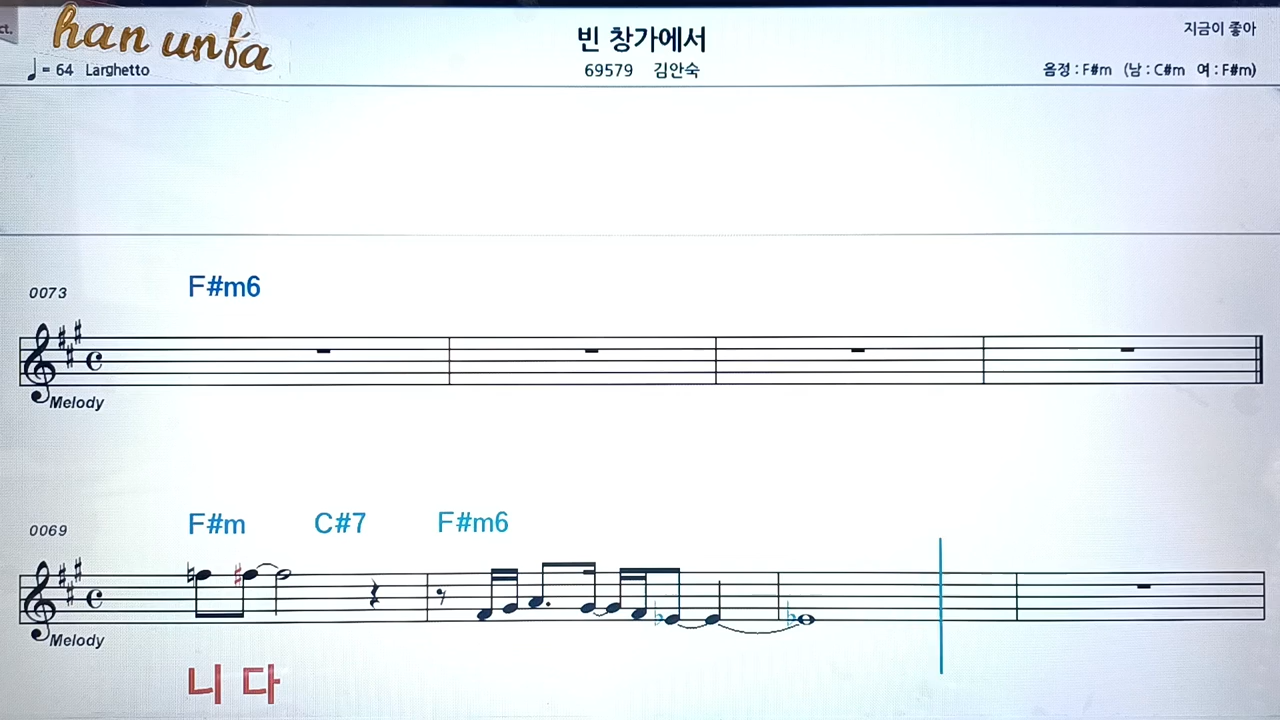 ct.
han unfa
빈 창가에서
지금이 좋아
= 64 Larghetto
69579 김안숙
음정 : F#m (남 : C#m 여 : F#m)
0073
F#m6
Melody
0069
F#m C#7 F#m6
Melody
니 다